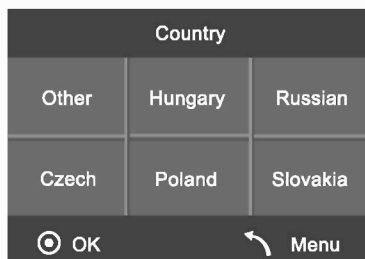 Country
Other Hungary Russian
Czech Poland Slovakia
OK Menu